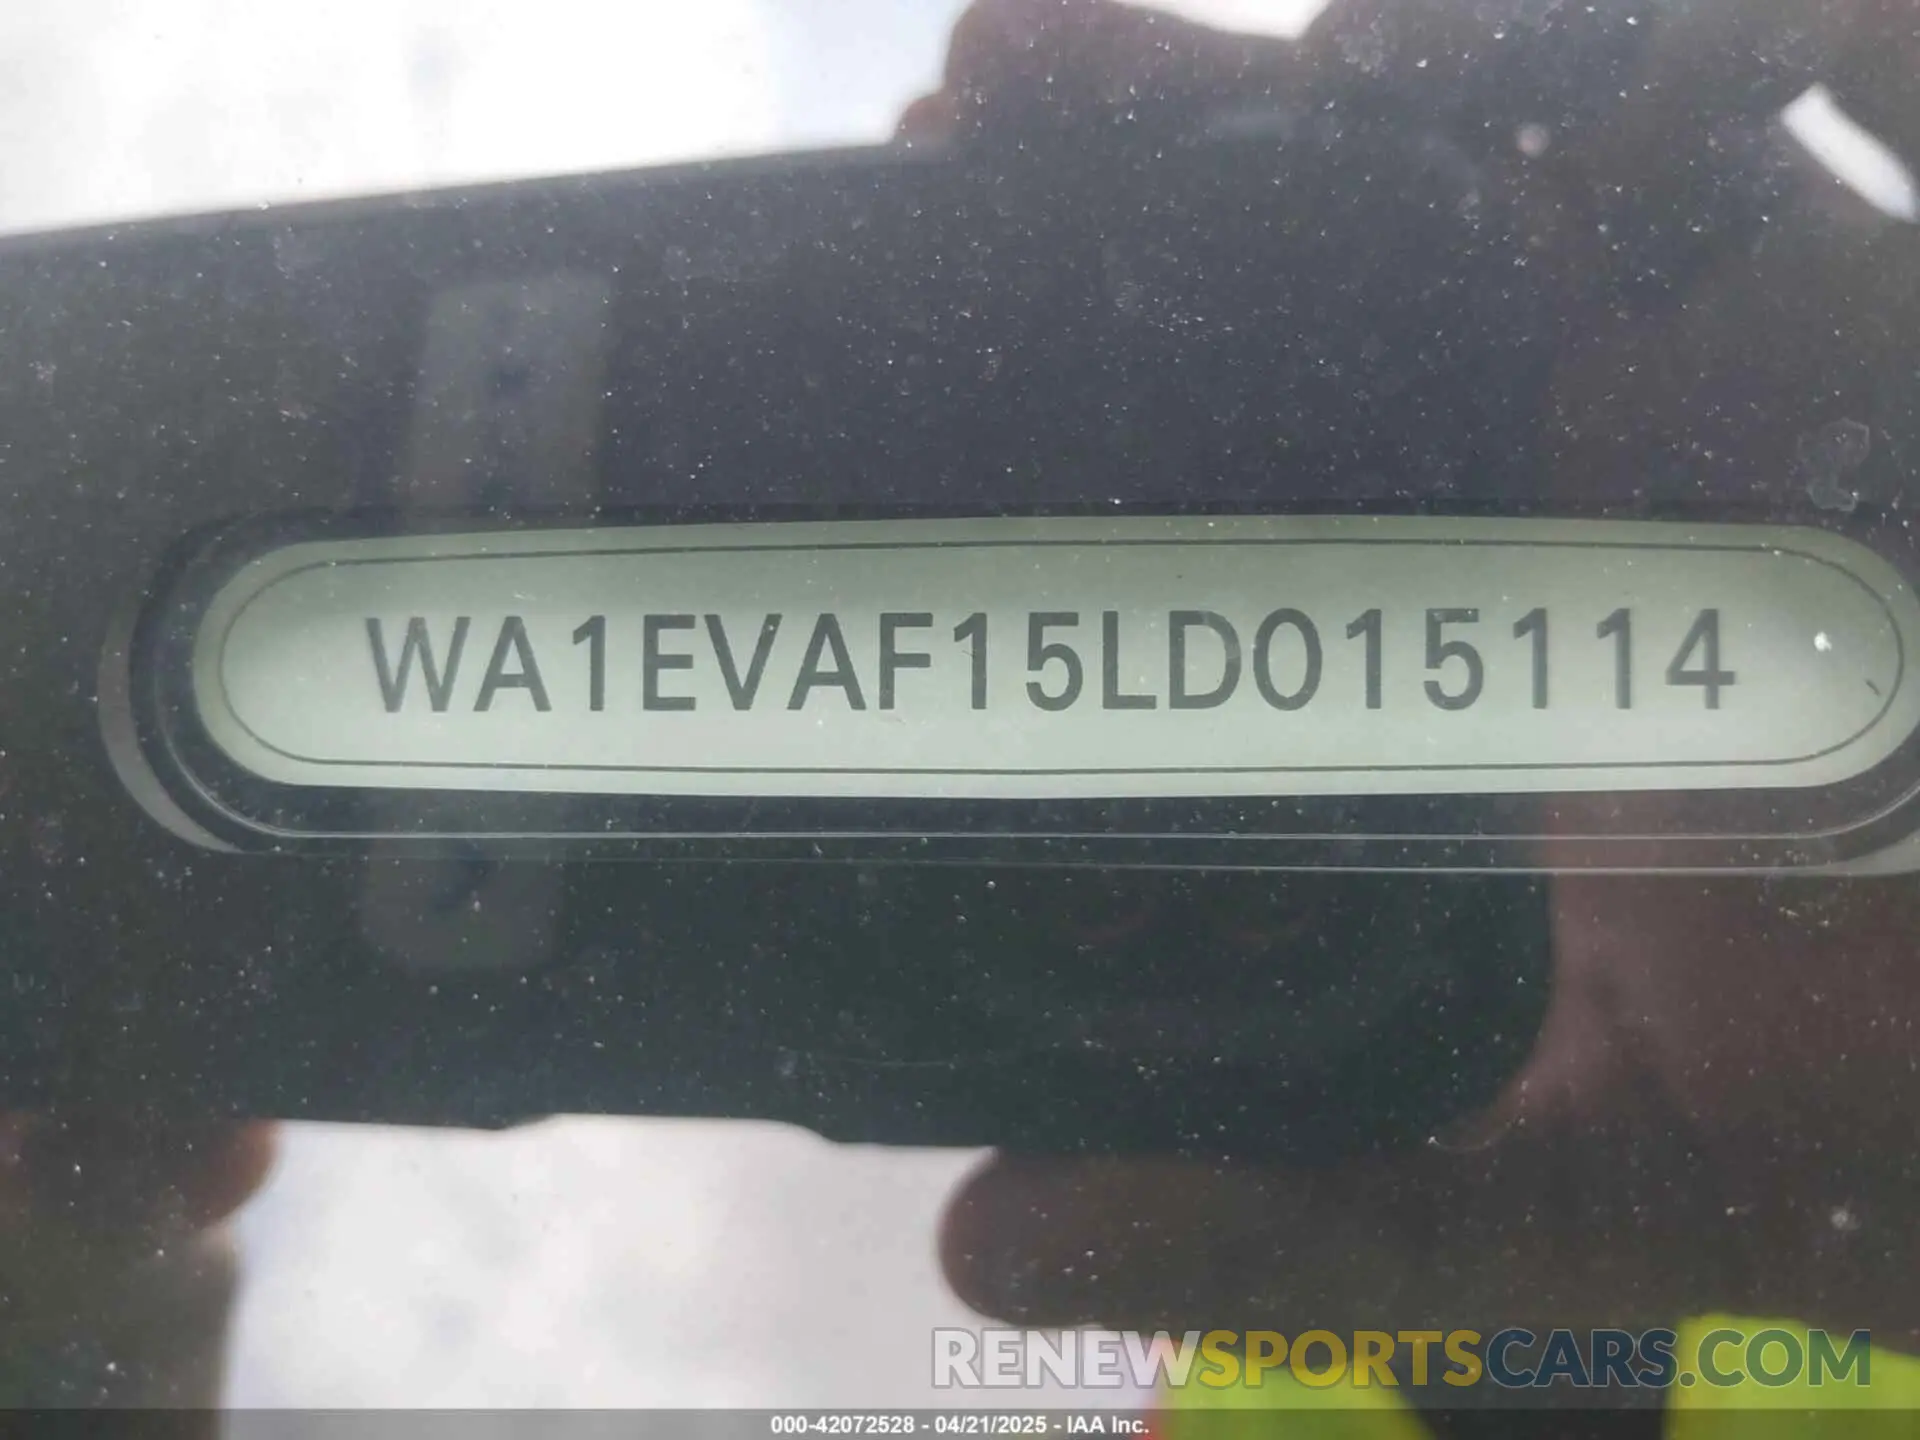 WA1EVAF15LD015114
RENEWSPORTSCARS.COM
000-42072528 - 04/21/2025 - IAA Inc.